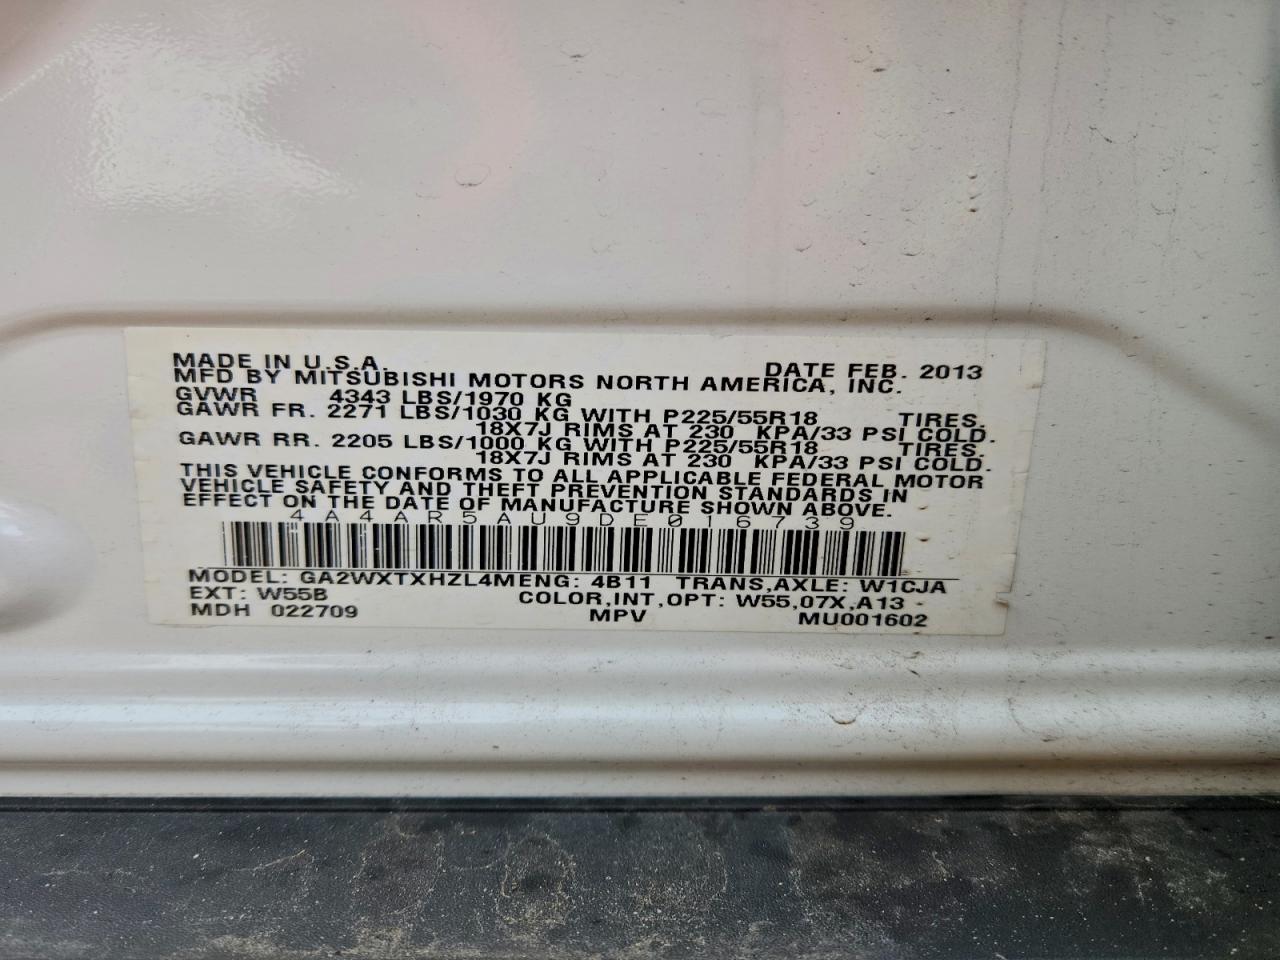 MADE IN U.S.A. DATE FEB. 2013
MFD BY MITSUBISHI MOTORS NORTH AMERICA, INC.
GVWR 4343 LBS/1970 KG
GAWR FR. 2271 LBS/1030 KG WITH P225/55R18 TIRES.
18X7J RIMS AT 230 KPA/33 PSI COLD.
GAWR RR. 2205 LBS/1000 KG WITH P225/55R18 TIRES.
18X7J RIMS AT 230 KPA/33 PSI COLD.
THIS VEHICLE CONFORMS TO ALL APPLICABLE FEDERAL MOTOR
VEHICLE SAFETY AND THEFT PREVENTION STANDARDS IN
EFFECT ON THE DATE OF MANUFACTURE SHOWN ABOVE.
4A4AR5AU9DE016739
MODEL: GA2WXTXHZL4MENG: 4B11 TRANS,AXLE: W1CJA
EXT: W55B COLOR,INT,OPT: W55,07X,A13
MDH 022709 MPV MU001602